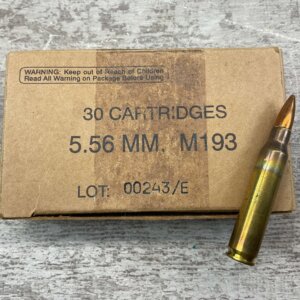 WARNING: Keep out of Reach of Children
Read All Warning on Package Before Using
30 CARTRIDGES
5.56 MM, M193
LOT: 00243/E